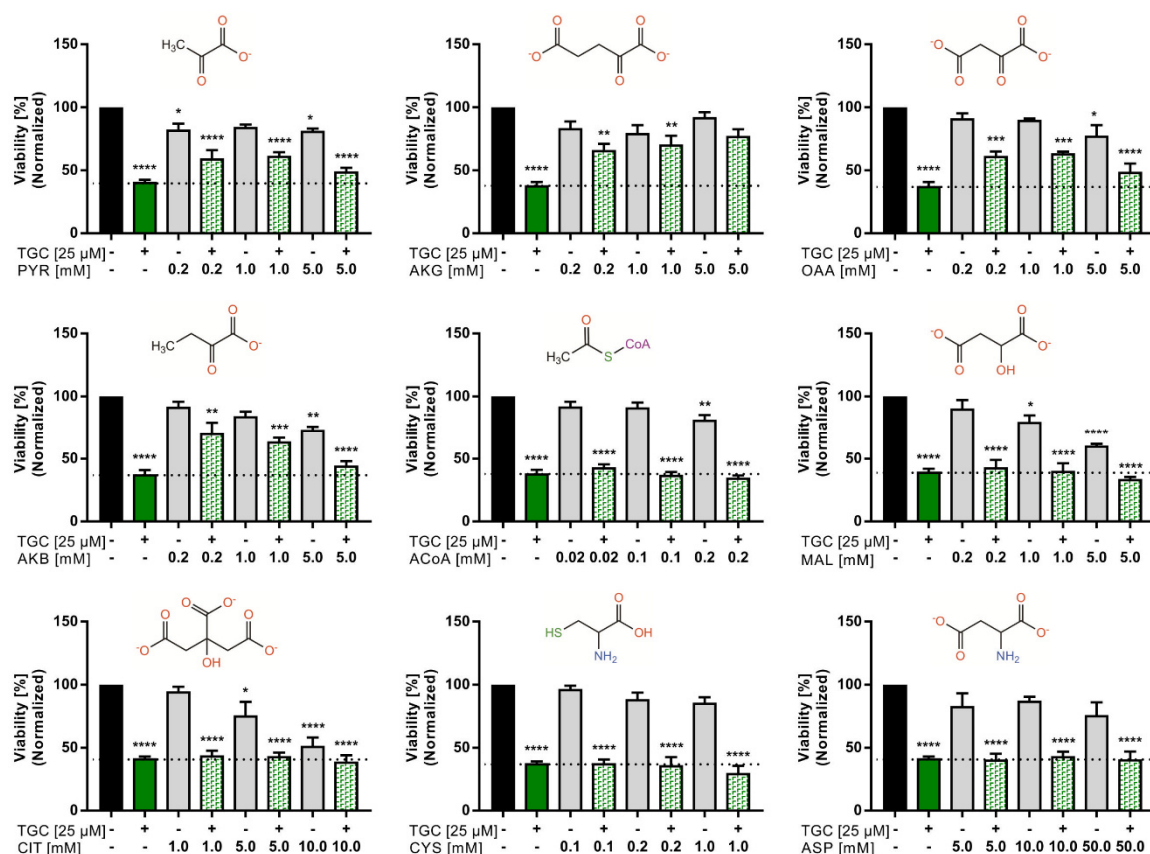 H₃C O O⁻ O
150 100 50 0
Viability [%]
(Normalized)
**** * **** **** * ****
TGC [25 µM] - + - + - + - +
PYR [mM] - - 0.2 0.2 1.0 1.0 5.0 5.0
O ⁻O O O O⁻
150 100 50 0
Viability [%]
(Normalized)
**** ** **
TGC [25 µM] - + - + - + - +
AKG [mM] - - 0.2 0.2 1.0 1.0 5.0 5.0
⁻O O O O O⁻
150 100 50 0
Viability [%]
(Normalized)
**** *** *** * ****
TGC [25 µM] - + - + - + - +
OAA [mM] - - 0.2 0.2 1.0 1.0 5.0 5.0
H₃C O O O⁻
150 100 50 0
Viability [%]
(Normalized)
**** ** *** ** ****
TGC [25 µM] - + - + - + - +
AKB [mM] - - 0.2 0.2 1.0 1.0 5.0 5.0
O H₃C S CoA
150 100 50 0
Viability [%]
(Normalized)
**** **** **** ** ****
TGC [25 µM] - + - + - + - +
ACoA [mM] - - 0.02 0.02 0.1 0.1 0.2 0.2
⁻O O OH O O⁻
150 100 50 0
Viability [%]
(Normalized)
**** **** * **** **** ****
TGC [25 µM] - + - + - + - +
MAL [mM] - - 0.2 0.2 1.0 1.0 5.0 5.0
O O⁻ O O ⁻O OH O⁻
150 100 50 0
Viability [%]
(Normalized)
**** **** * **** **** ****
TGC [25 µM] - + - + - + - +
CIT [mM] - - 1.0 1.0 5.0 5.0 10.0 10.0
HS O OH NH₂
150 100 50 0
Viability [%]
(Normalized)
**** **** **** ****
TGC [25 µM] - + - + - + - +
CYS [mM] - - 0.1 0.1 0.2 0.2 1.0 1.0
⁻O O NH₂ O O⁻
150 100 50 0
Viability [%]
(Normalized)
**** **** **** ****
TGC [25 µM] - + - + - + - +
ASP [mM] - - 5.0 5.0 10.0 10.0 50.0 50.0